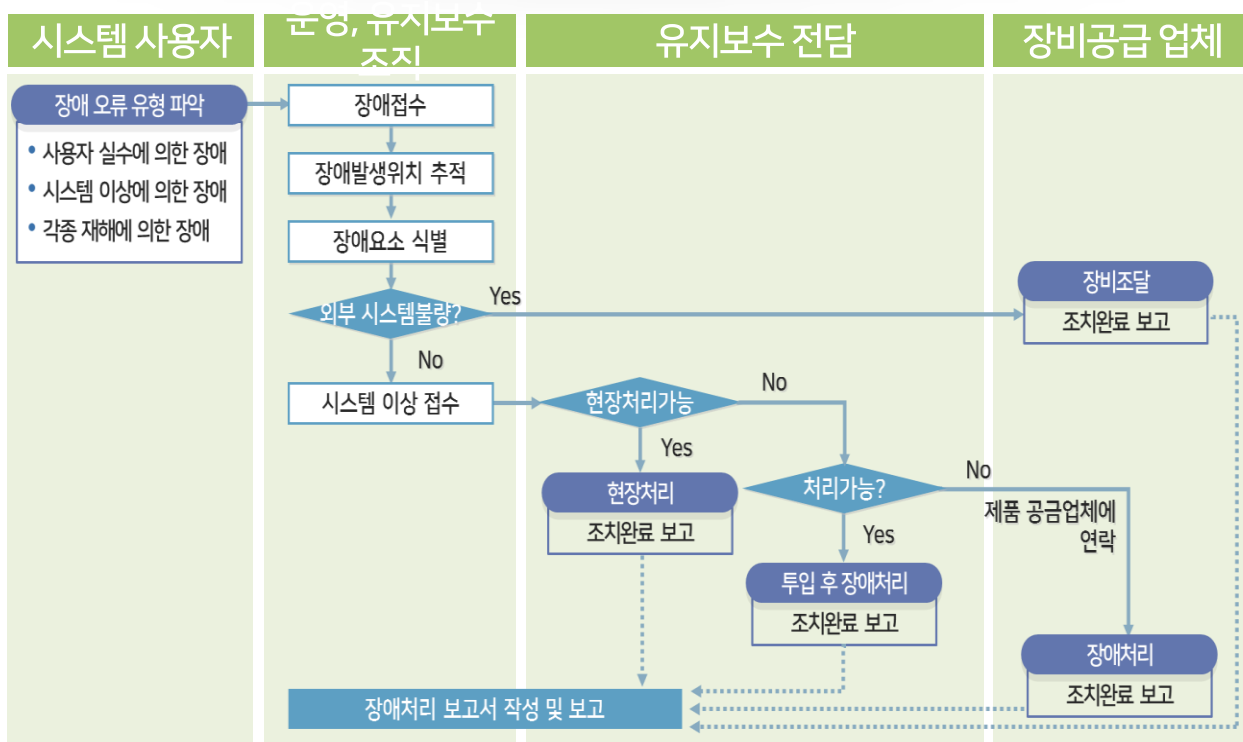 시스템 사용자
운영, 유지보수
조직
유지보수 전담
장비공급 업체
장애 오류 유형 파악
• 사용자 실수에 의한 장애
• 시스템 이상에 의한 장애
• 각종 재해에 의한 장애
장애접수
장애발생위치 추적
장애요소 식별
외부 시스템불량?
Yes
No
장비조달
조치완료 보고
시스템 이상 접수
현장처리가능
No
Yes
현장처리
조치완료 보고
처리가능?
No
제품 공급업체에
연락
Yes
투입 후 장애처리
조치완료 보고
장애처리
조치완료 보고
장애처리 보고서 작성 및 보고